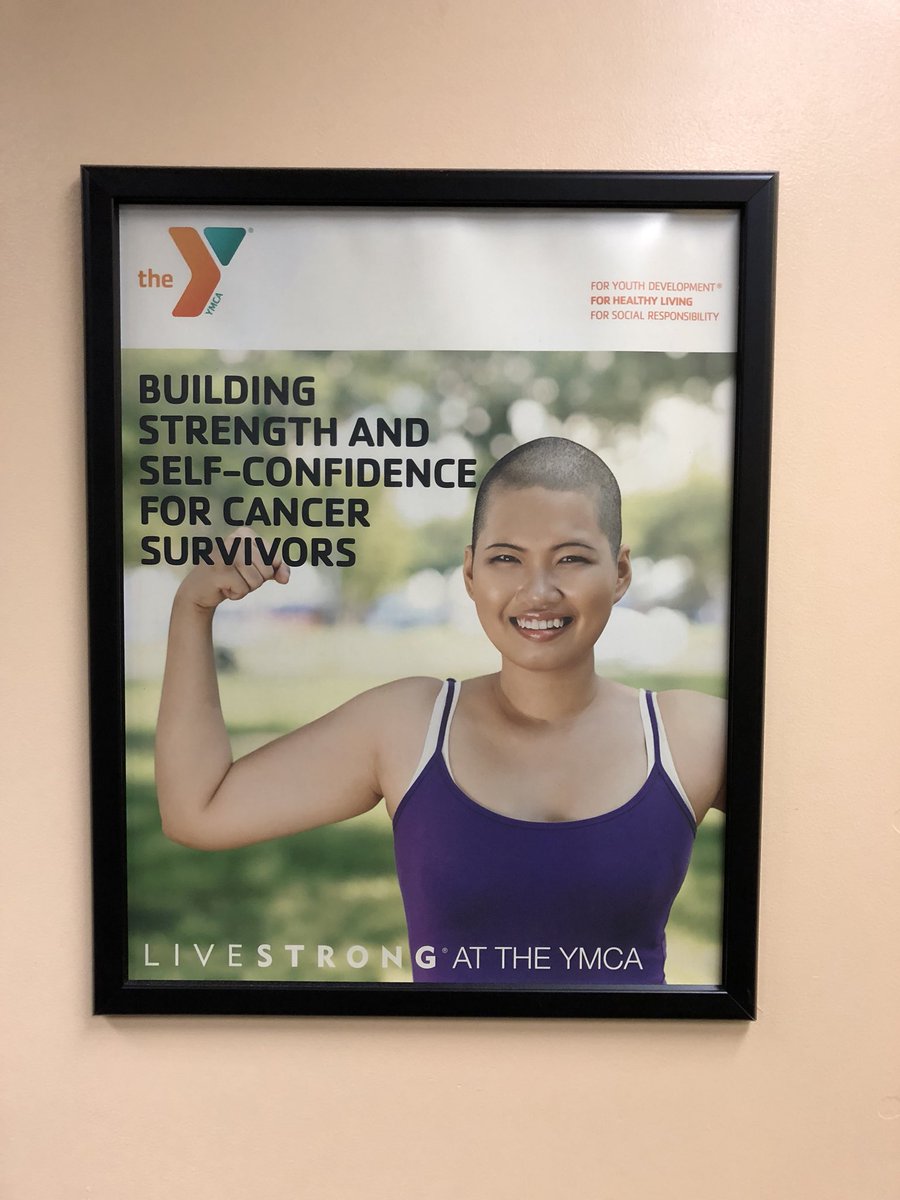 the
YMCA
FOR YOUTH DEVELOPMENT®
FOR HEALTHY LIVING
FOR SOCIAL RESPONSIBILITY
BUILDING
STRENGTH AND
SELF-CONFIDENCE
FOR CANCER
SURVIVORS
LIVESTRONG® AT THE YMCA